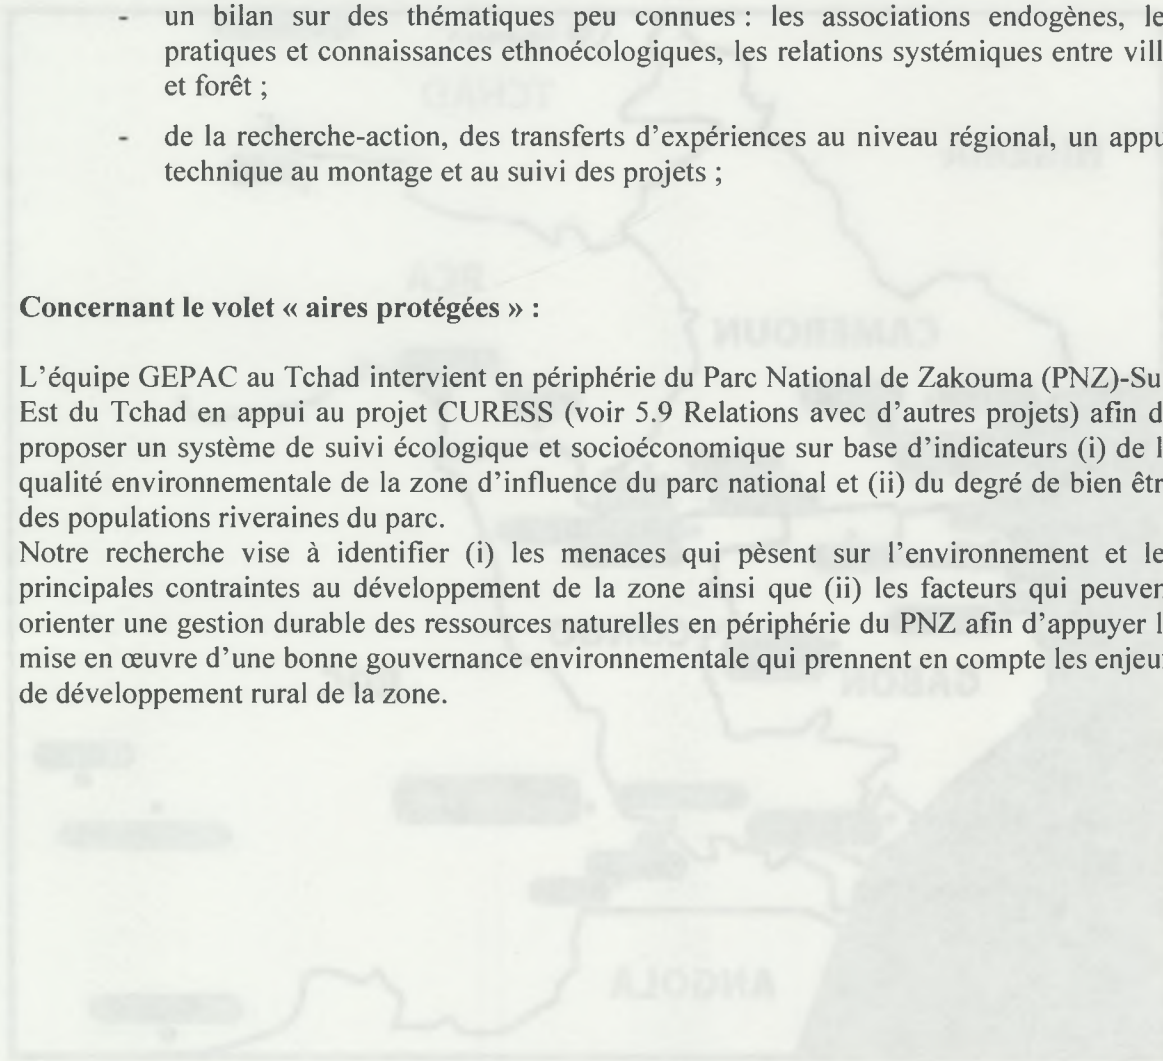 - un bilan sur des thématiques peu connues : les associations endogènes, le
pratiques et connaissances ethnoécologiques, les relations systémiques entre vill
et forêt ;
- de la recherche-action, des transferts d'expériences au niveau régional, un appu
technique au montage et au suivi des projets ;
Concernant le volet « aires protégées » :
L'équipe GEPAC au Tchad intervient en périphérie du Parc National de Zakouma (PNZ)-Su
Est du Tchad en appui au projet CURESS (voir 5.9 Relations avec d'autres projets) afin d
proposer un système de suivi écologique et socioéconomique sur base d'indicateurs (i) de l
qualité environnementale de la zone d'influence du parc national et (ii) du degré de bien êtr
des populations riveraines du parc.
Notre recherche vise à identifier (i) les menaces qui pèsent sur l'environnement et le
principales contraintes au développement de la zone ainsi que (ii) les facteurs qui peuven
orienter une gestion durable des ressources naturelles en périphérie du PNZ afin d'appuyer l
mise en œuvre d'une bonne gouvernance environnementale qui prennent en compte les enjeu
de développement rural de la zone.
TCHAD
RCA
CAMEROUN
GABON
ANGOLA